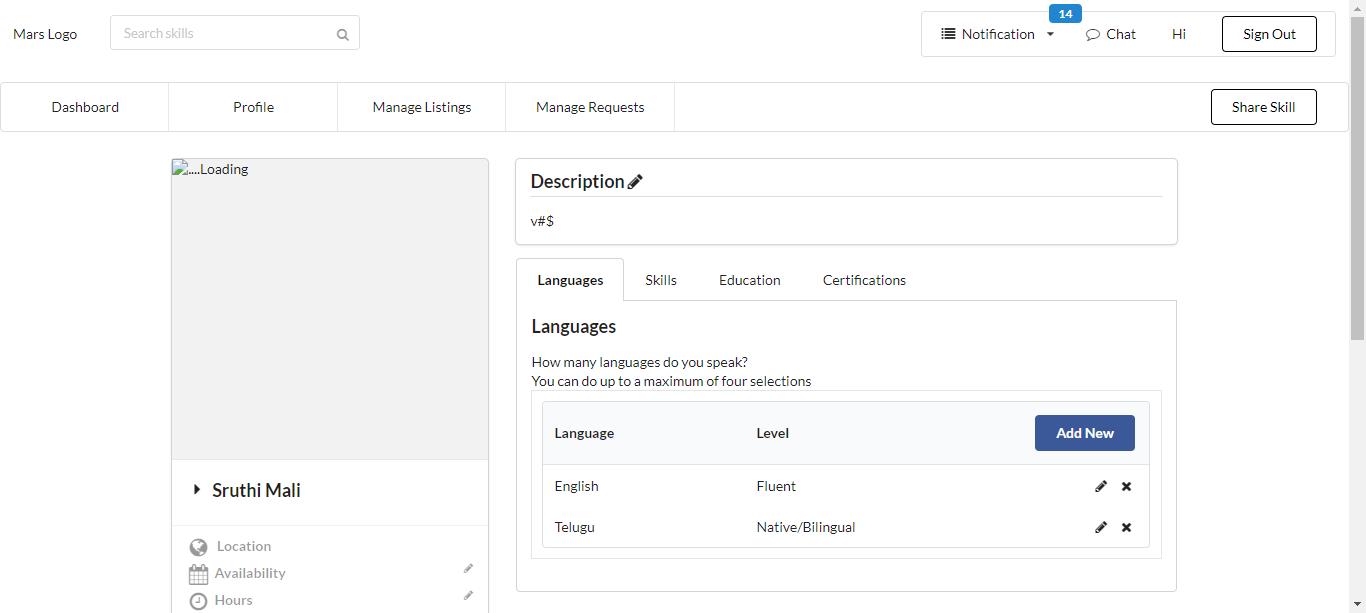 Mars Logo
Search skills
14
Notification
Chat
Hi
Sign Out
Dashboard
Profile
Manage Listings
Manage Requests
Share Skill
....Loading
Sruthi Mali
Location
Availability
Hours
Description
v#$
Languages
Skills
Education
Certifications
Languages
How many languages do you speak?
You can do up to a maximum of four selections
Language Level Add New
English Fluent
Telugu Native/Bilingual